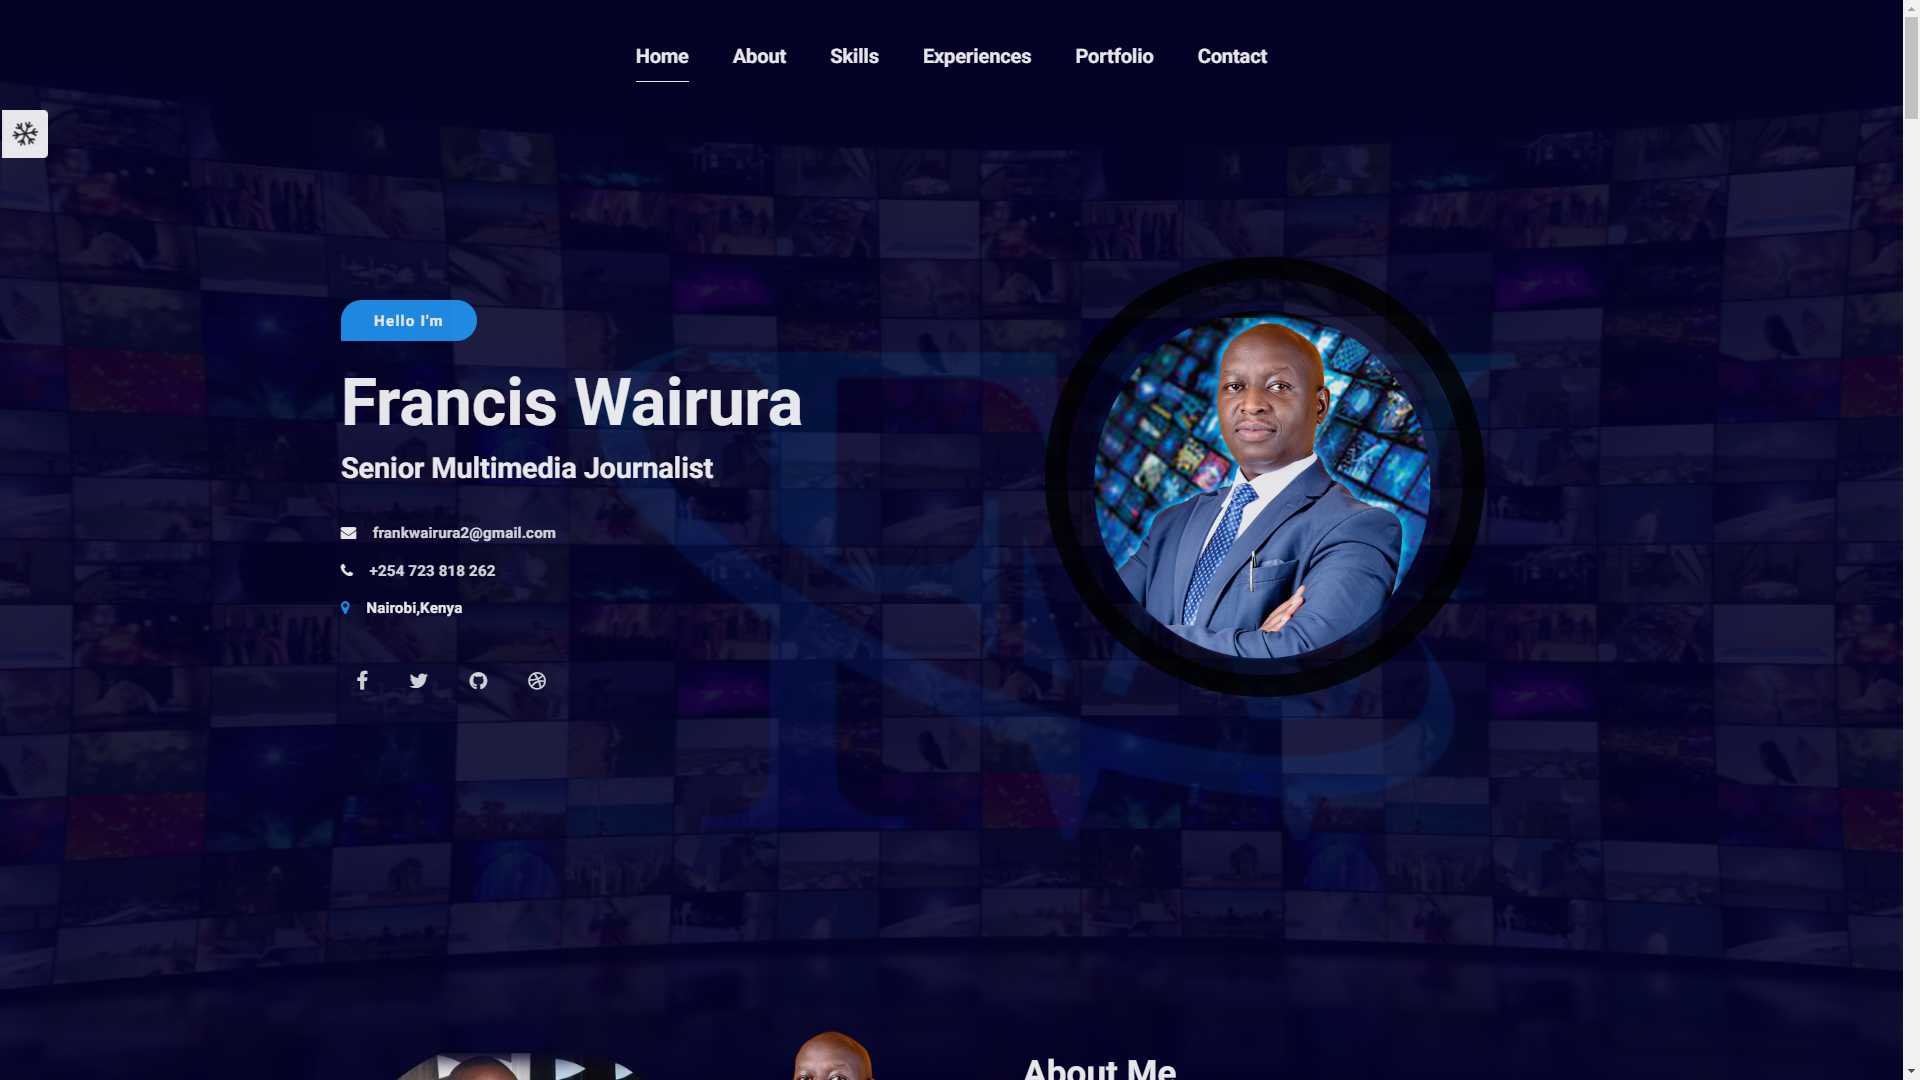 Home About Skills Experiences Portfolio Contact
Hello I'm
Francis Wairura
Senior Multimedia Journalist
frankwairura2@gmail.com
+254 723 818 262
Nairobi,Kenya
About Me